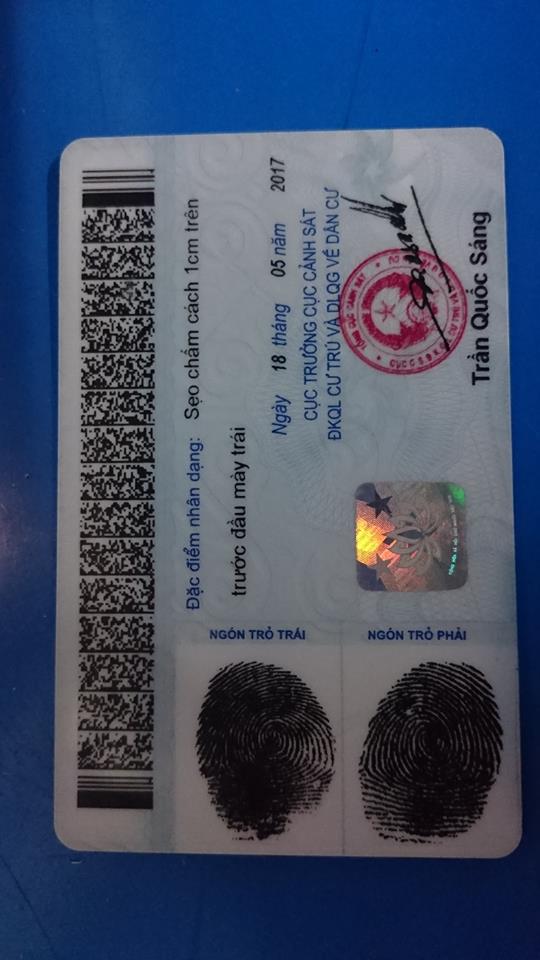 Đặc điểm nhân dạng: Sẹo chấm cách 1cm trên
trước đầu mày trái
Ngày 18 tháng 05 năm 2017
CỤC TRƯỞNG CỤC CẢNH SÁT
ĐKQL CƯ TRÚ VÀ DLQG VỀ DÂN CƯ
Trần Quốc Sáng
NGÓN TRỎ TRÁI
NGÓN TRỎ PHẢI